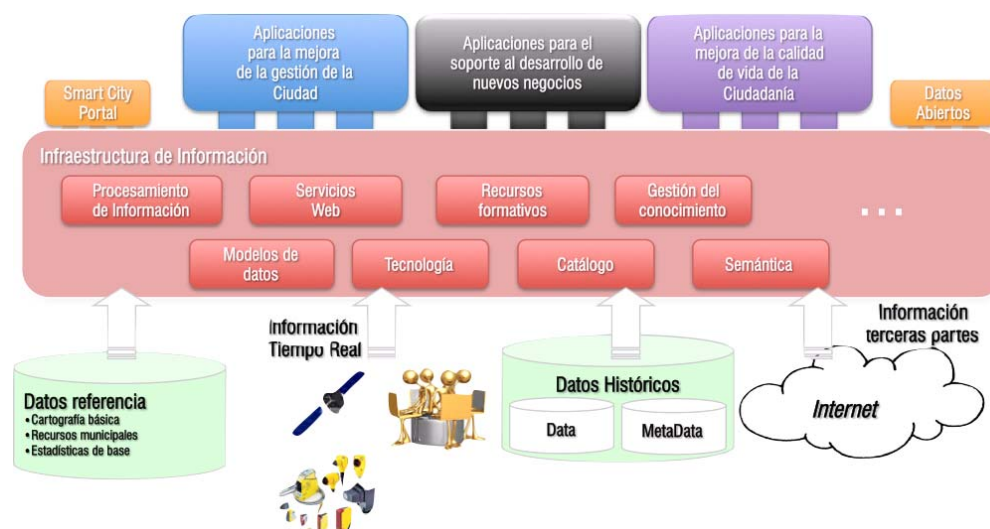 Aplicaciones
para la mejora
de la gestión de la
Ciudad
Aplicaciones para el
soporte al desarrollo de
nuevos negocios
Aplicaciones para la
mejora de la calidad
de vida de la
Ciudadanía
Smart City
Portal
Datos
Abiertos
Infraestructura de Información
Procesamiento
de Información
Servicios
Web
Recursos
formativos
Gestión del
conocimiento
...
Modelos de
datos
Tecnología
Catálogo
Semántica
Información
Tiempo Real
Información
terceras partes
Datos referencia
•Cartografía básica
•Recursos municipales
•Estadísticas de base
Datos Históricos
Data
MetaData
Internet